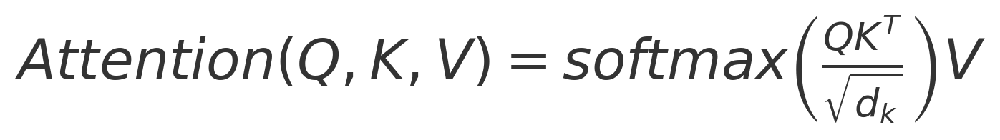 Attention(Q, K, V) = softmax(QK^T / √d_k)V